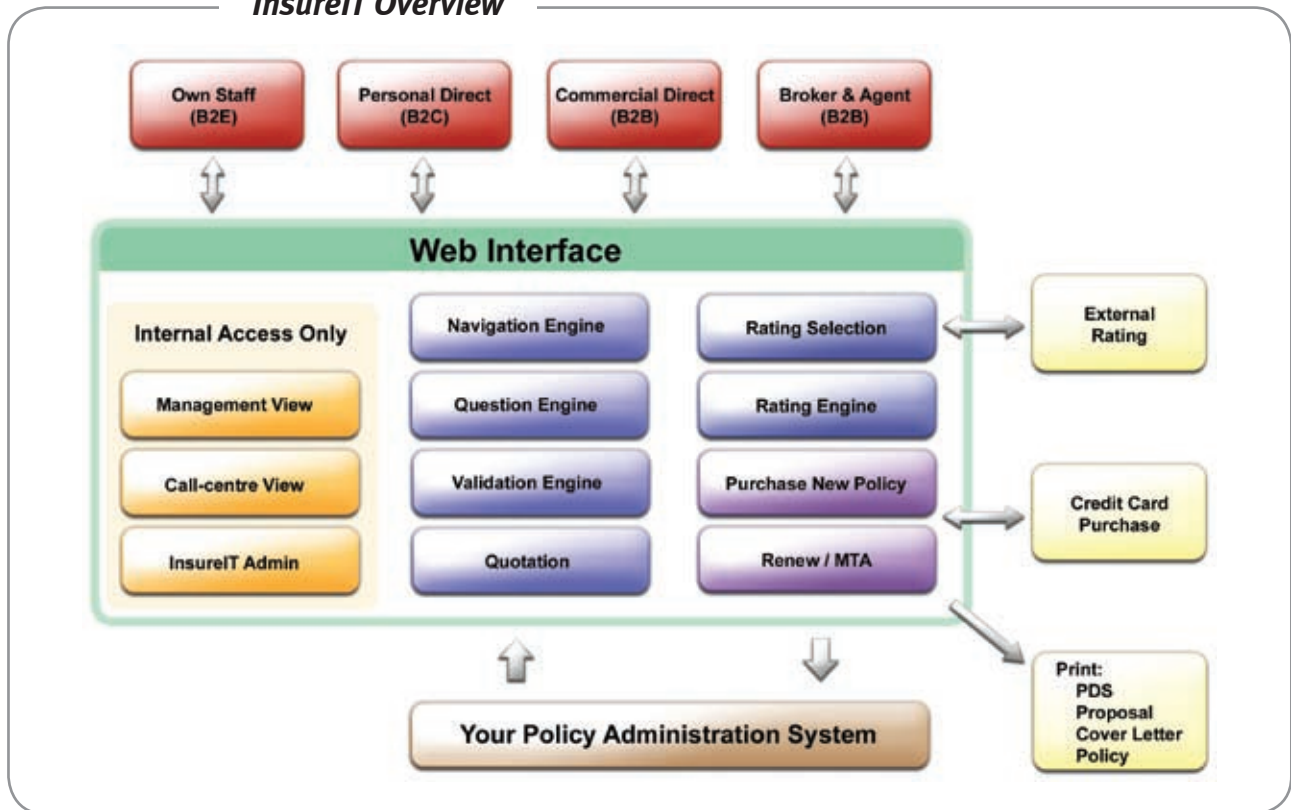 InsureIT Overview
Own Staff
(B2E)
Personal Direct
(B2C)
Commercial Direct
(B2B)
Broker & Agent
(B2B)
Web Interface
Internal Access Only
Management View
Call-centre View
InsureIT Admin
Navigation Engine
Question Engine
Validation Engine
Quotation
Rating Selection
Rating Engine
Purchase New Policy
Renew / MTA
External
Rating
Credit Card
Purchase
Print:
PDS
Proposal
Cover Letter
Policy
Your Policy Administration System